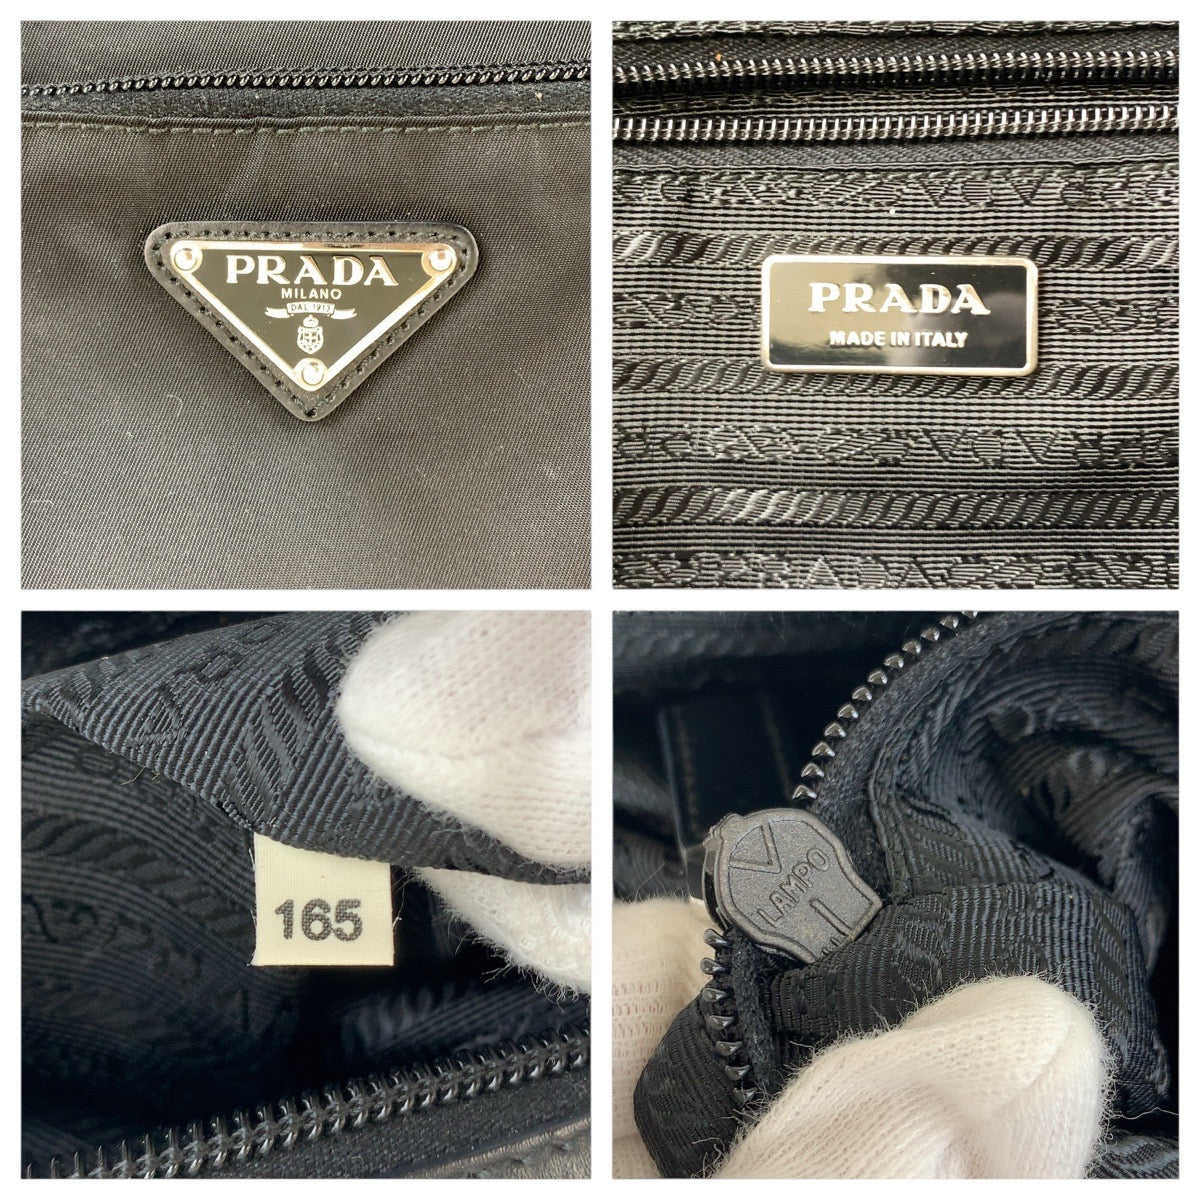 PRADA
MILANO
DAL 1913
PRADA
MADE IN ITALY
165
LAMPO